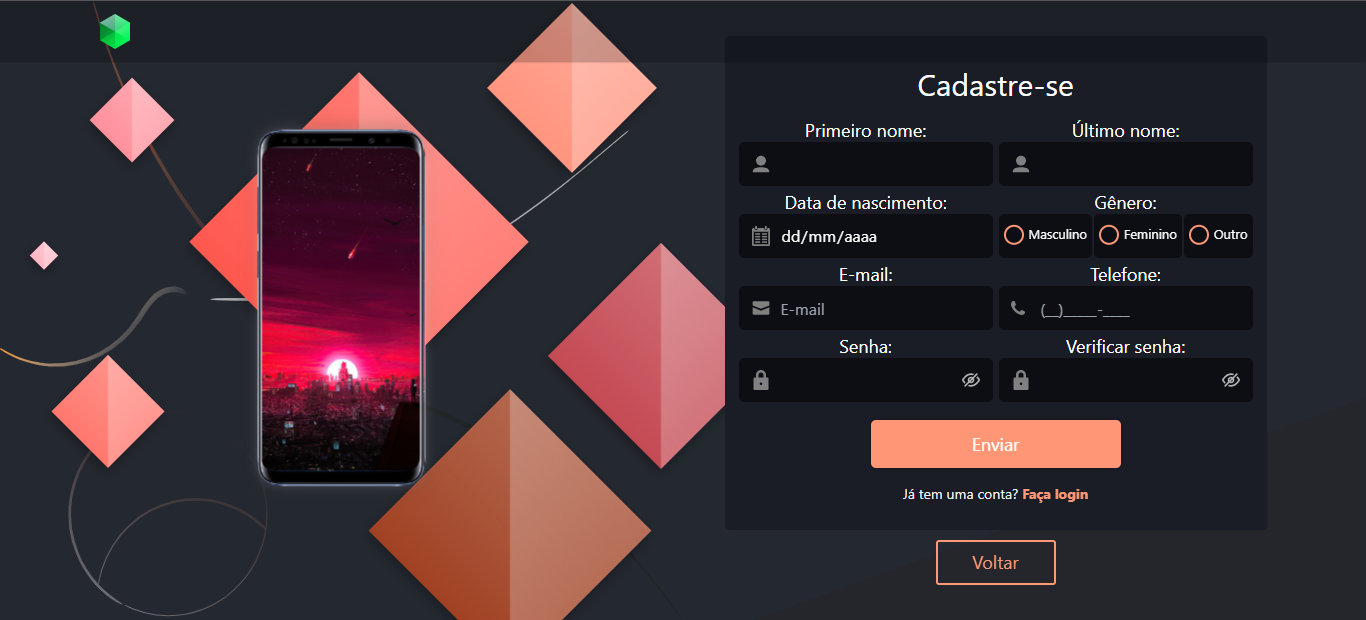 Cadastre-se
Primeiro nome: Último nome:
Data de nascimento: Gênero:
dd/mm/aaaa Masculino Feminino Outro
E-mail: Telefone:
E-mail (__)_____-____
Senha: Verificar senha:
Enviar
Já tem uma conta? Faça login
Voltar